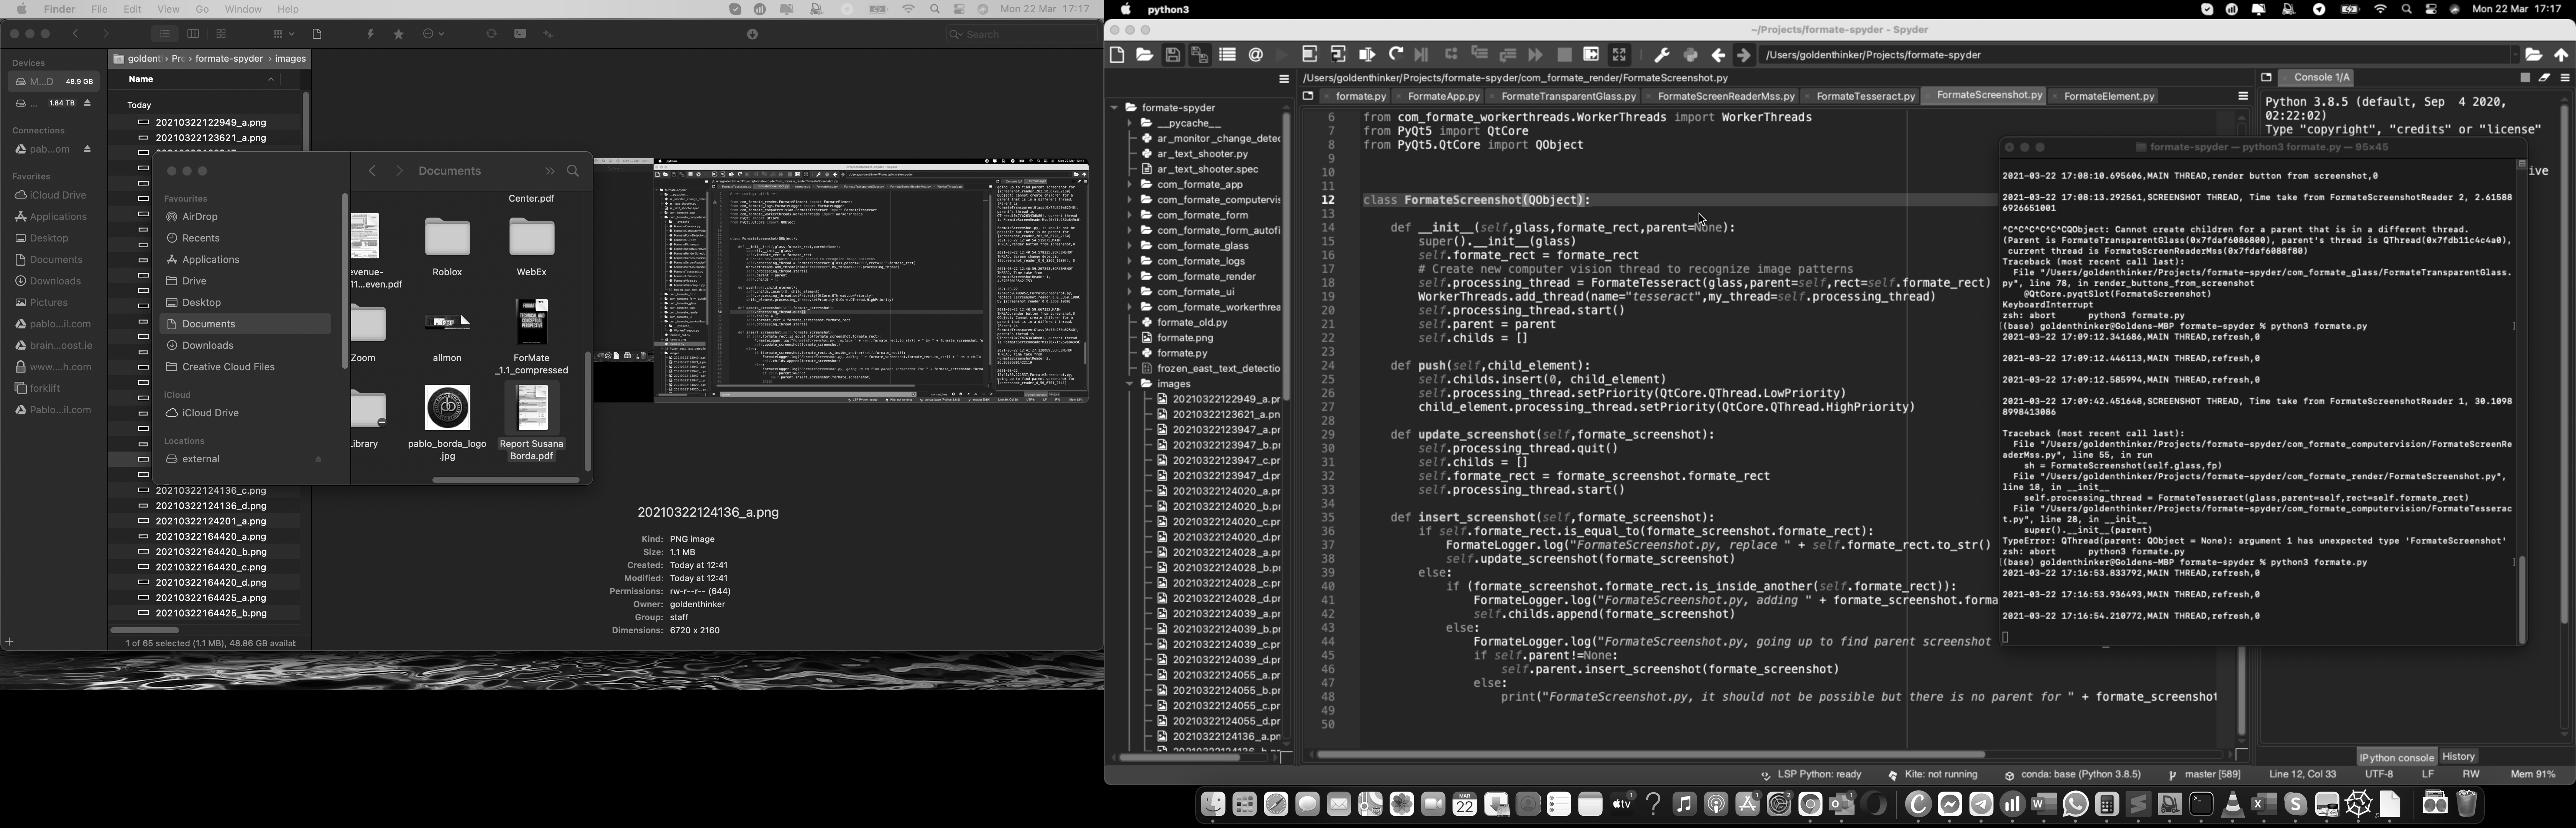 Finder File Edit View Go Window Help
Mon 22 Mar 17:17
Search
Devices
M...D 48.9 GB
... 1.84 TB
Connections
pab...om
Favorites
iCloud Drive
Applications
Desktop
Documents
Downloads
Pictures
pablo...il.com
brain...ost.ie
www....h.com
forklift
Pablo...il.com
formate-spyder › images
Name
Today
20210322122949_a.png
20210322123621_a.png
20210322124136_c.png
20210322124136_d.png
20210322124201_a.png
20210322164420_a.png
20210322164420_b.png
20210322164420_c.png
20210322164420_d.png
20210322164425_a.png
20210322164425_b.png
1 of 65 selected (1.1 MB), 48.86 GB availat
Favourites
AirDrop
Recents
Applications
Drive
Desktop
Documents
Downloads
Creative Cloud Files
iCloud
iCloud Drive
Locations
external
Documents
Center.pdf
evenue-
11...even.pdf
Roblox
WebEx
Zoom
allmon
ForMate
_1.1_compressed
ibrary
pablo_borda_logo
.jpg
Report Susana
Borda.pdf
20210322124136_a.png
Kind: PNG image
Size: 1.1 MB
Created: Today at 12:41
Modified: Today at 12:41
Permissions: rw-r--r-- (644)
Owner: goldenthinker
Group: staff
Dimensions: 6720 x 2160
python3
Mon 22 Mar 17:17
~/Projects/formate-spyder - Spyder
/Users/goldenthinker/Projects/formate-spyder
/Users/goldenthinker/Projects/formate-spyder/com_formate_render/FormateScreenshot.py
formate.py FormateApp.py FormateTransparentGlass.py FormateScreenReaderMss.py FormateTesseract.py FormateScreenshot.py FormateElement.py
formate-spyder
__pycache__
ar_monitor_change_detec
ar_text_shooter.py
ar_text_shooter.spec
com_formate_app
com_formate_computervis
com_formate_form
com_formate_form_autofi
com_formate_glass
com_formate_logs
com_formate_render
com_formate_ui
com_formate_workerthrea
formate_old.py
formate.png
formate.py
frozen_east_text_detectio
images
20210322122949_a.pr
20210322123621_a.pn
20210322123947_a.pr
20210322123947_b.pr
20210322123947_c.pr
20210322123947_d.pr
20210322124020_a.pr
20210322124020_b.pr
20210322124020_c.pr
20210322124020_d.pr
20210322124028_a.pr
20210322124028_b.pr
20210322124028_c.pr
20210322124028_d.pr
20210322124039_a.pr
20210322124039_b.pr
20210322124039_c.pr
20210322124039_d.pr
20210322124055_a.pr
20210322124055_b.pr
20210322124055_c.pr
20210322124055_d.pr
20210322124136_a.pn
6 from com_formate_workerthreads.WorkerThreads import WorkerThreads
7 from PyQt5 import QtCore
8 from PyQt5.QtCore import QObject
9
10
11
12 class FormateScreenshot(QObject):
13
14 def __init__(self,glass,formate_rect,parent=None):
15 super().__init__(glass)
16 self.formate_rect = formate_rect
17 # Create new computer vision thread to recognize image patterns
18 self.processing_thread = FormateTesseract(glass,parent=self,rect=self.formate_rect)
19 WorkerThreads.add_thread(name="tesseract",my_thread=self.processing_thread)
20 self.processing_thread.start()
21 self.parent = parent
22 self.childs = []
23
24 def push(self,child_element):
25 self.childs.insert(0, child_element)
26 self.processing_thread.setPriority(QtCore.QThread.LowPriority)
27 child_element.processing_thread.setPriority(QtCore.QThread.HighPriority)
28
29 def update_screenshot(self,formate_screenshot):
30 self.processing_thread.quit()
31 self.childs = []
32 self.formate_rect = formate_screenshot.formate_rect
33 self.processing_thread.start()
34
35 def insert_screenshot(self,formate_screenshot):
36 if self.formate_rect.is_equal_to(formate_screenshot.formate_rect):
37 FormateLogger.log("FormateScreenshot.py, replace " + self.formate_rect.to_str()
38 self.update_screenshot(formate_screenshot)
39 else:
40 if (formate_screenshot.formate_rect.is_inside_another(self.formate_rect)):
41 FormateLogger.log("FormateScreenshot.py, adding " + formate_screenshot.forma
42 self.childs.append(formate_screenshot)
43 else:
44 FormateLogger.log("FormateScreenshot.py, going up to find parent screenshot
45 if self.parent!=None:
46 self.parent.insert_screenshot(formate_screenshot)
47 else:
48 print("FormateScreenshot.py, it should not be possible but there is no parent for " + formate_screenshot
49
50
Console 1/A
Python 3.8.5 (default, Sep 4 2020,
02:22:02)
Type "copyright", "credits" or "license"
formate-spyder — python3 formate.py — 95×45
2021-03-22 17:08:10.695606,MAIN THREAD,render button from screenshot,0
2021-03-22 17:08:13.292561,SCREENSHOT THREAD, Time take from FormateScreenshotReader 2, 2.61588
6926651001
^C^C^C^C^C^CQObject: Cannot create children for a parent that is in a different thread.
(Parent is FormateTransparentGlass(0x7fdaf6086800), parent's thread is QThread(0x7fdb11c4c4a0),
current thread is FormateScreenReaderMss(0x7fdaf6088f80)
Traceback (most recent call last):
File "/Users/goldenthinker/Projects/formate-spyder/com_formate_glass/FormateTransparentGlass.
py", line 78, in render_buttons_from_screenshot
@QtCore.pyqtSlot(FormateScreenshot)
KeyboardInterrupt
zsh: abort python3 formate.py
(base) goldenthinker@Goldens-MBP formate-spyder % python3 formate.py
2021-03-22 17:09:12.341686,MAIN THREAD,refresh,0
2021-03-22 17:09:12.446113,MAIN THREAD,refresh,0
2021-03-22 17:09:12.585994,MAIN THREAD,refresh,0
2021-03-22 17:09:42.451648,SCREENSHOT THREAD, Time take from FormateScreenshotReader 1, 30.1098
8998413086
Traceback (most recent call last):
File "/Users/goldenthinker/Projects/formate-spyder/com_formate_computervision/FormateScreenRe
aderMss.py", line 55, in run
sh = FormateScreenshot(self.glass,fp)
File "/Users/goldenthinker/Projects/formate-spyder/com_formate_render/FormateScreenshot.py",
line 18, in __init__
self.processing_thread = FormateTesseract(glass,parent=self,rect=self.formate_rect)
File "/Users/goldenthinker/Projects/formate-spyder/com_formate_computervision/FormateTesserac
t.py", line 28, in __init__
super().__init__(parent)
TypeError: QThread(parent: QObject = None): argument 1 has unexpected type 'FormateScreenshot'
zsh: abort python3 formate.py
(base) goldenthinker@Goldens-MBP formate-spyder % python3 formate.py
2021-03-22 17:16:53.833792,MAIN THREAD,refresh,0
2021-03-22 17:16:53.936493,MAIN THREAD,refresh,0
2021-03-22 17:16:54.210772,MAIN THREAD,refresh,0
IPython console History
LSP Python: ready Kite: not running conda: base (Python 3.8.5) master [589] Line 12, Col 33 UTF-8 LF RW Mem 91%
MAR
22
tv